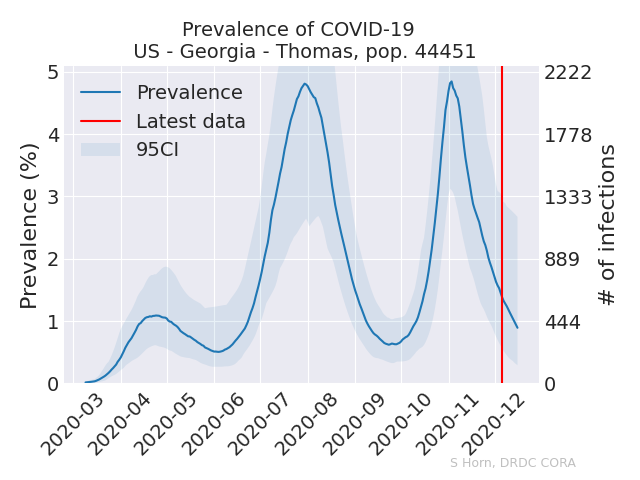 Prevalence of COVID-19
US - Georgia - Thomas, pop. 44451
Prevalence
Latest data
95CI
Prevalence (%)
5
4
3
2
1
0
2222
1778
1333
889
444
0
# of infections
2020-03
2020-04
2020-05
2020-06
2020-07
2020-08
2020-09
2020-10
2020-11
2020-12
S Horn, DRDC CORA